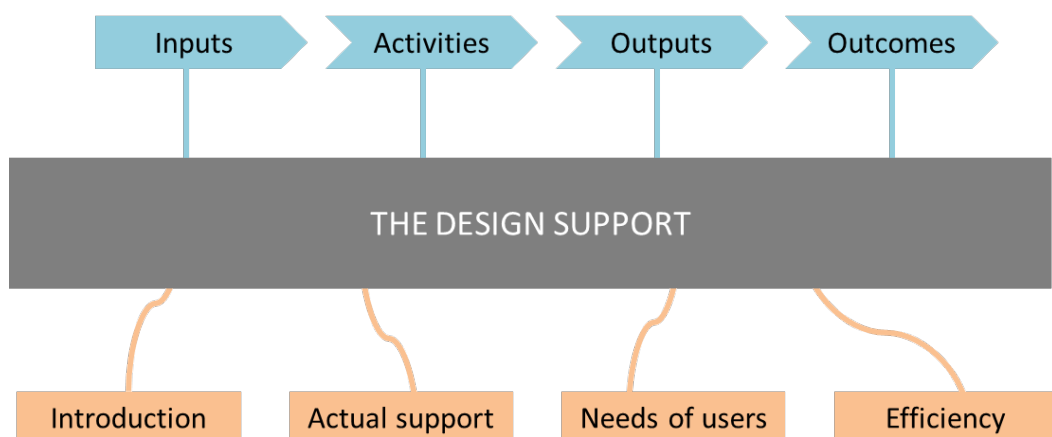 Inputs
Activities
Outputs
Outcomes
THE DESIGN SUPPORT
Introduction
Actual support
Needs of users
Efficiency